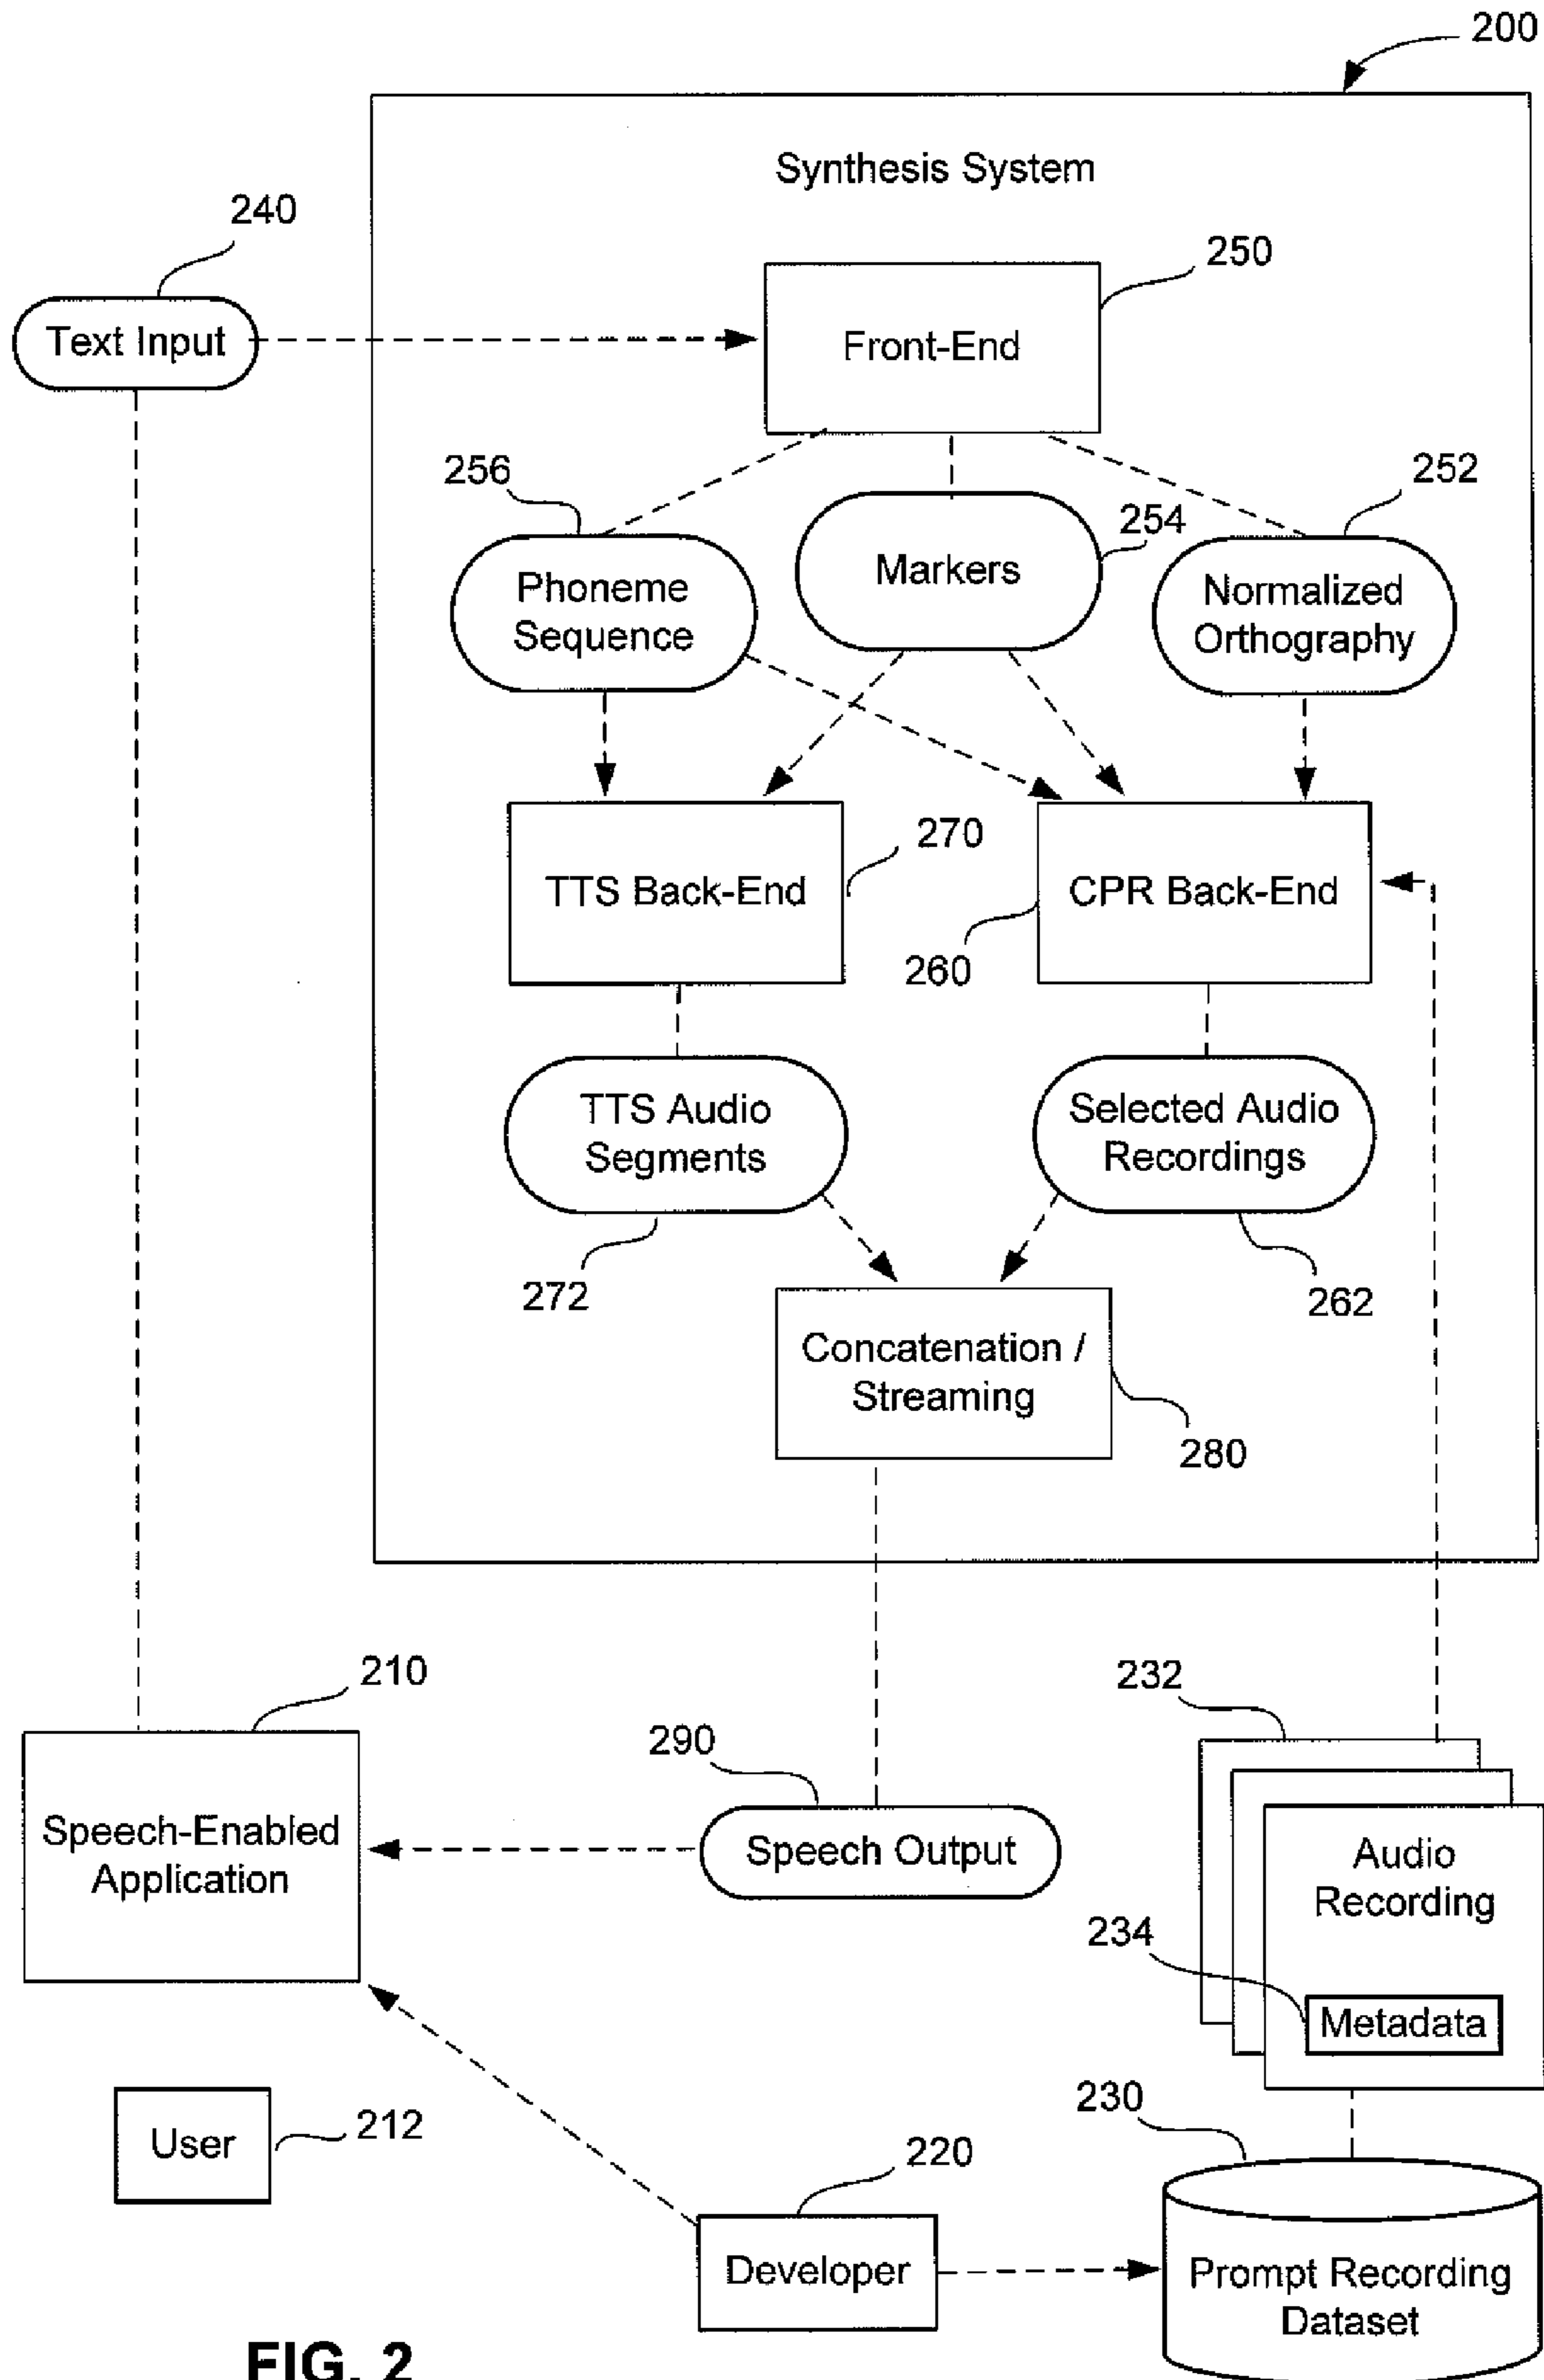 200
Synthesis System
240
250
Text Input
Front-End
256
252
254
Phoneme
Sequence
Markers
Normalized
Orthography
270
TTS Back-End
CPR Back-End
260
TTS Audio
Segments
Selected Audio
Recordings
272
262
Concatenation /
Streaming
280
210
232
290
Speech-Enabled
Application
Speech Output
Audio
Recording
234
Metadata
230
User
212
220
Developer
Prompt Recording
Dataset
FIG. 2